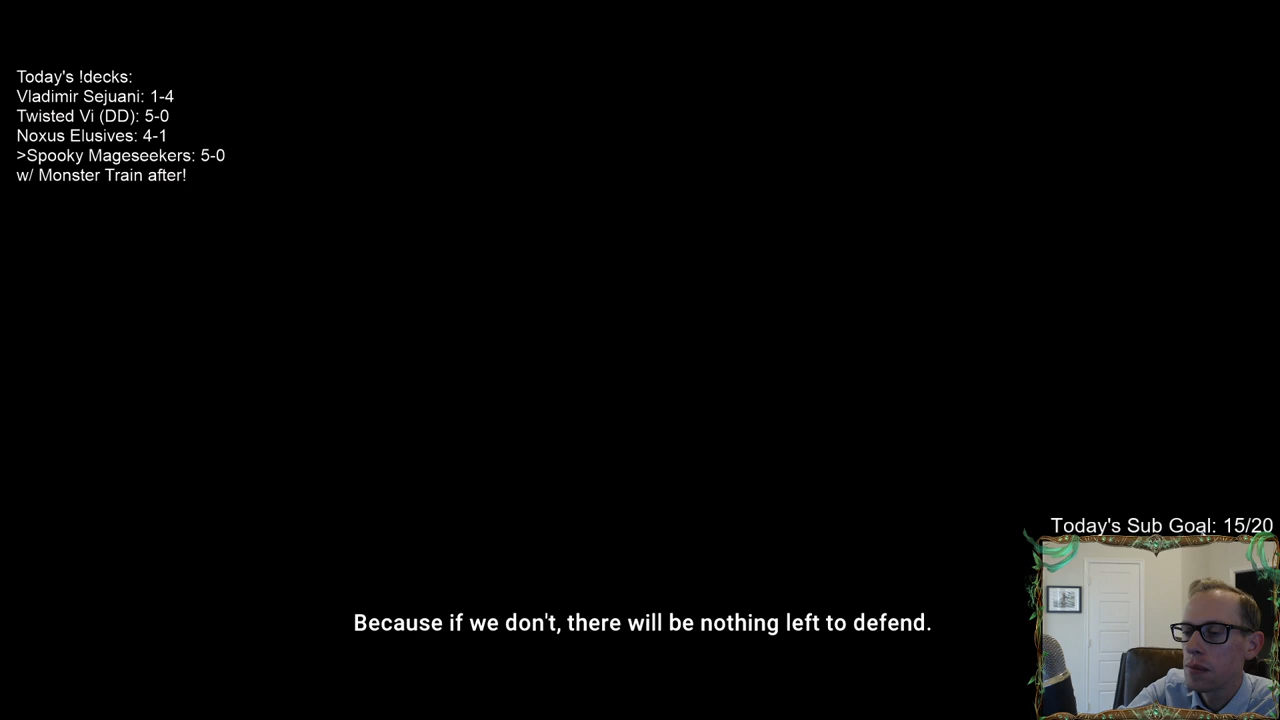 Today's !decks:
Vladimir Sejuani: 1-4
Twisted Vi (DD): 5-0
Noxus Elusives: 4-1
>Spooky Mageseekers: 5-0
w/ Monster Train after!
Today's Sub Goal: 15/20
Because if we don't, there will be nothing left to defend.